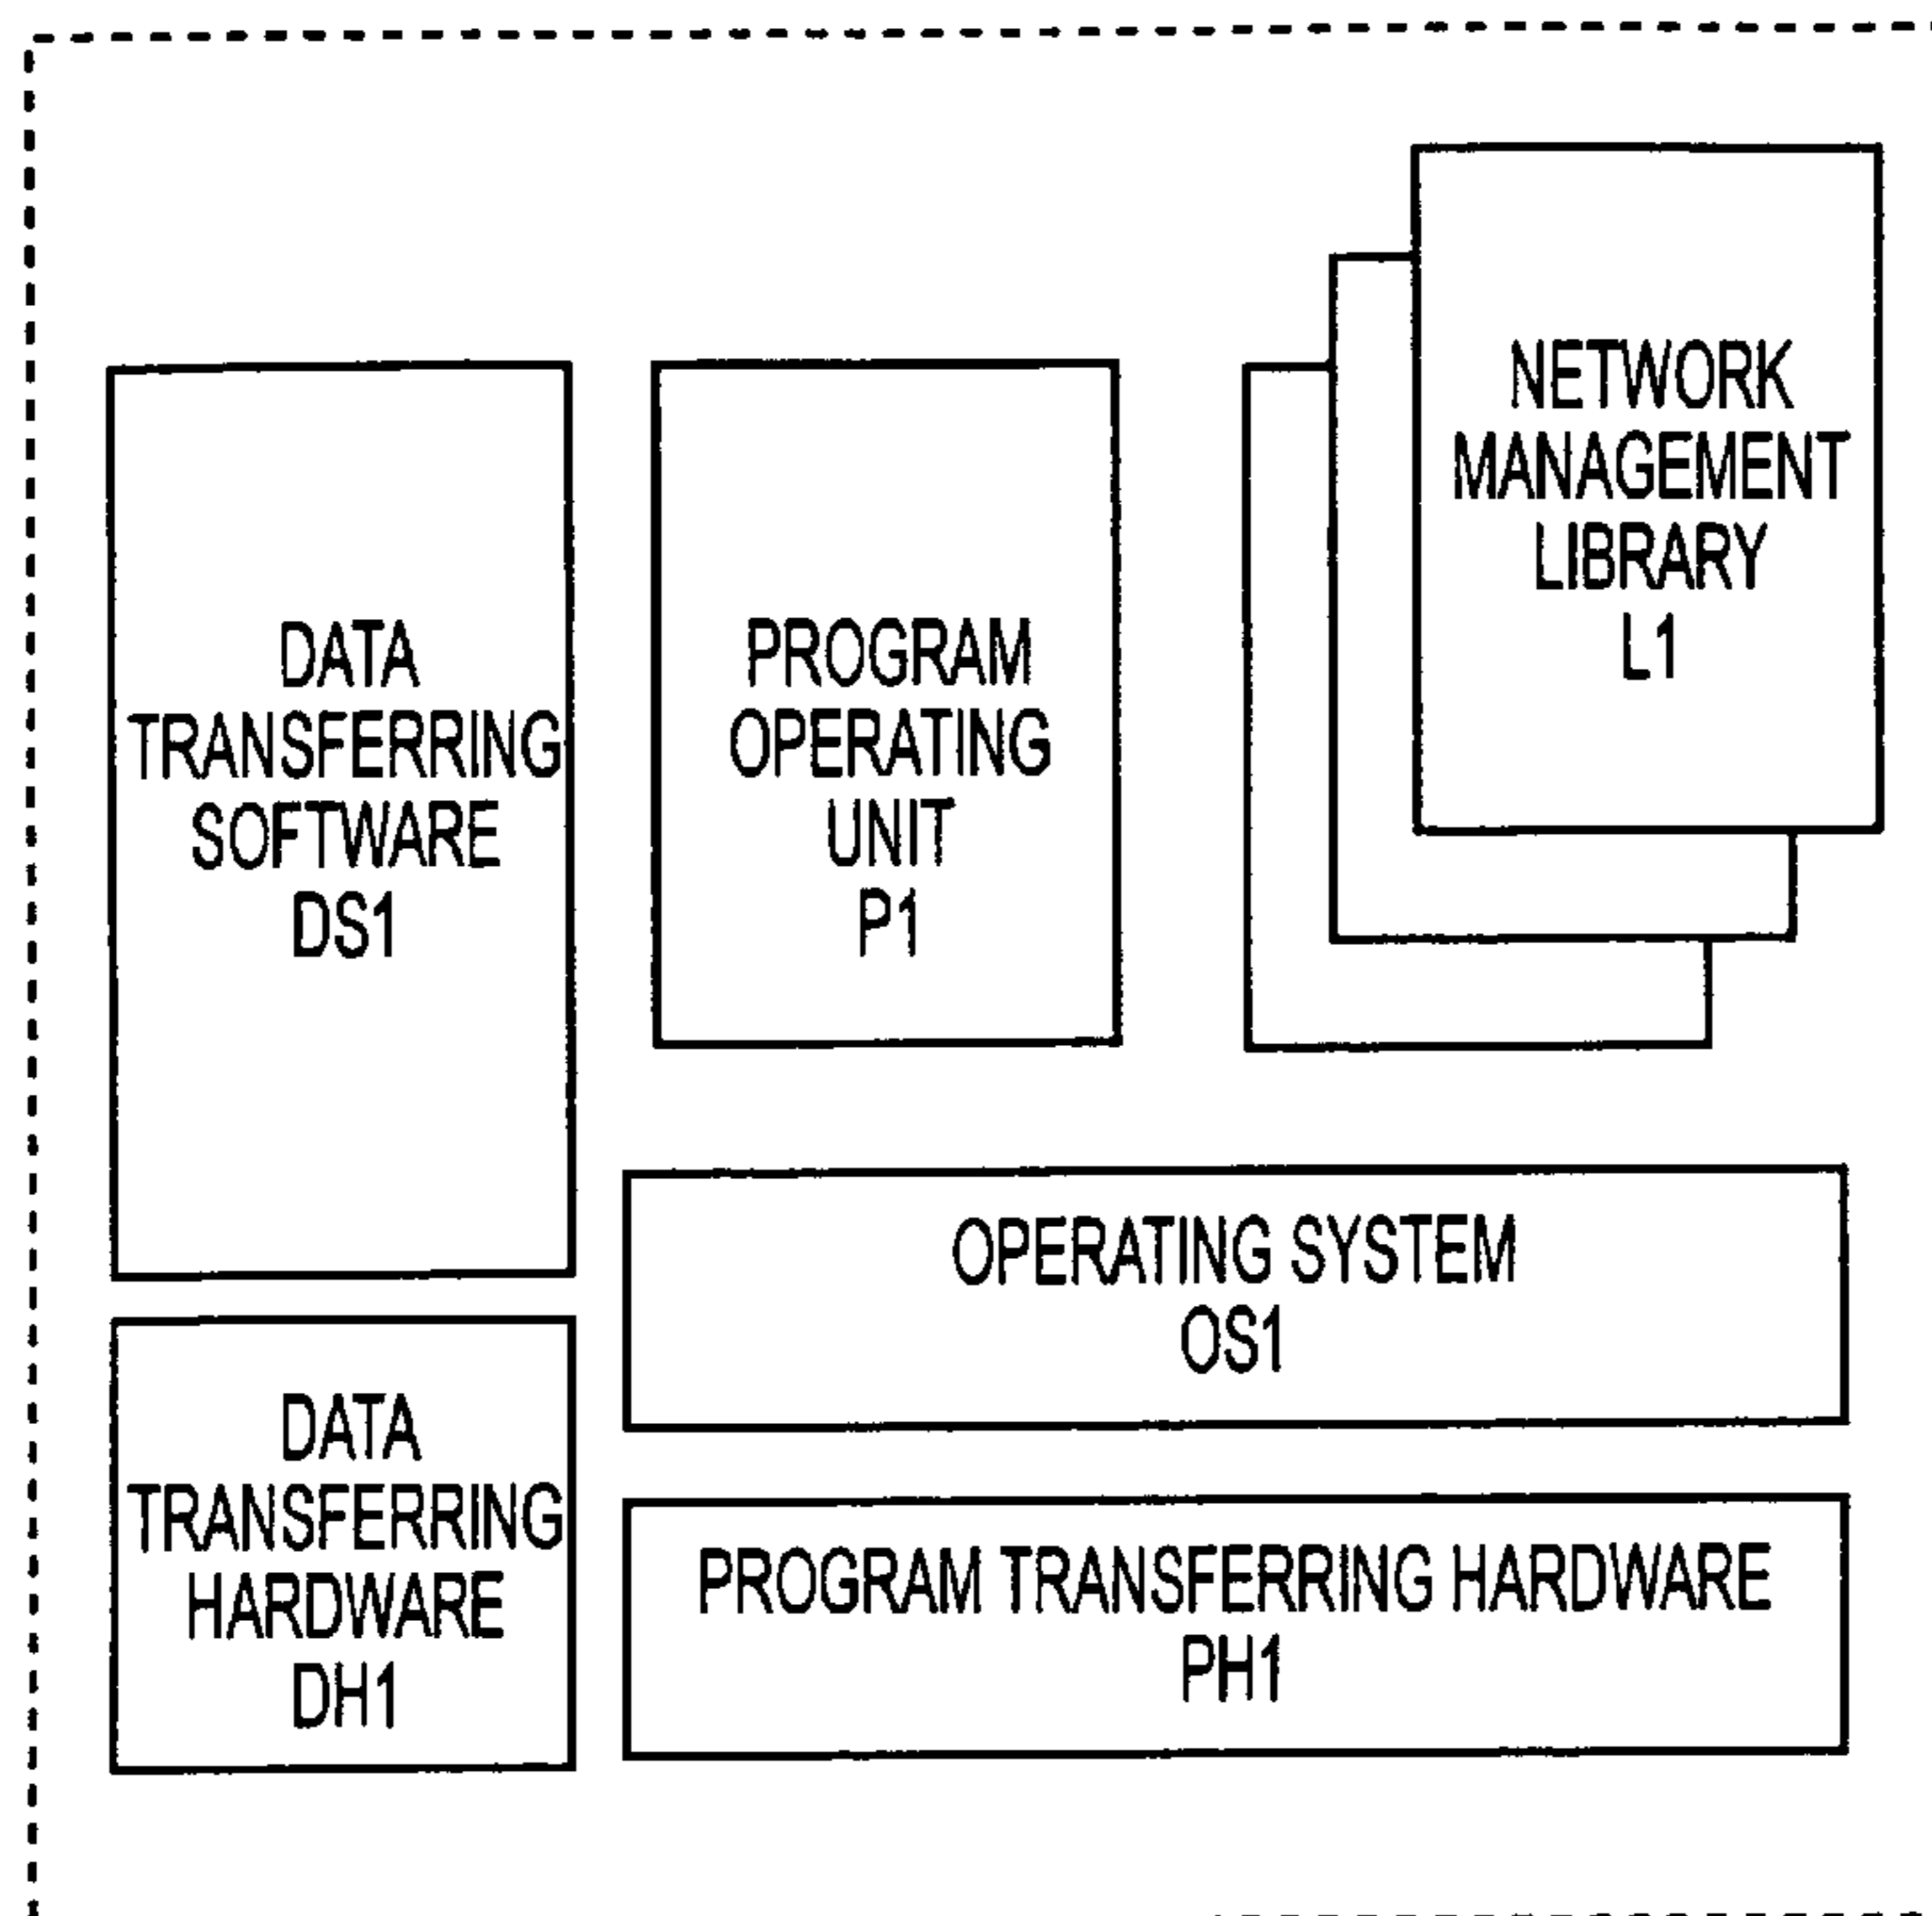 NETWORK
MANAGEMENT
LIBRARY
L1
DATA
TRANSFERRING
SOFTWARE
DS1
PROGRAM
OPERATING
UNIT
P1
OPERATING SYSTEM
OS1
DATA
TRANSFERRING
HARDWARE
DH1
PROGRAM TRANSFERRING HARDWARE
PH1